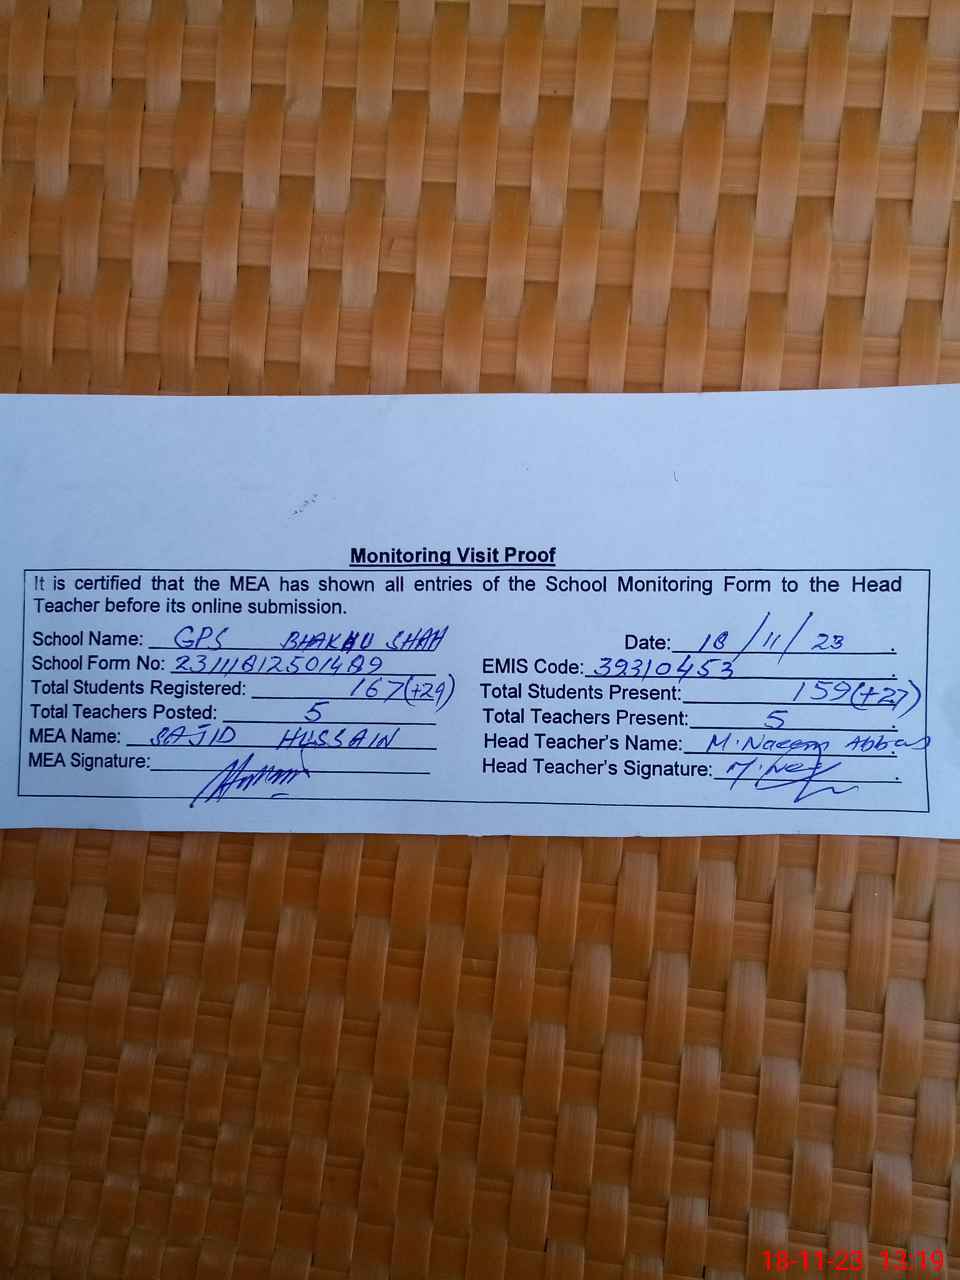 Monitoring Visit Proof
It is certified that the MEA has shown all entries of the School Monitoring Form to the Head
Teacher before its online submission.
School Name: GPS BHAKHU SHAH Date: 18/11/23.
School Form No: 23111812501489 EMIS Code: 39310453.
Total Students Registered: 167(+29) Total Students Present: 159(+27)
Total Teachers Posted: 5 Total Teachers Present: 5.
MEA Name: SAJID HUSSAIN Head Teacher's Name: M. Naeem Abbas
MEA Signature: Head Teacher's Signature: .
18-11-23 13:19